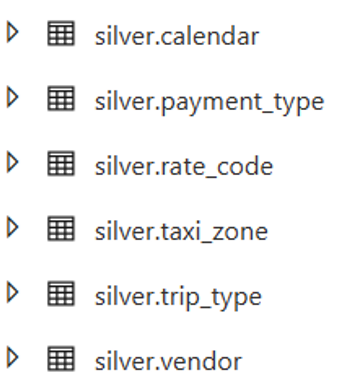 silver.calendar
silver.payment_type
silver.rate_code
silver.taxi_zone
silver.trip_type
silver.vendor